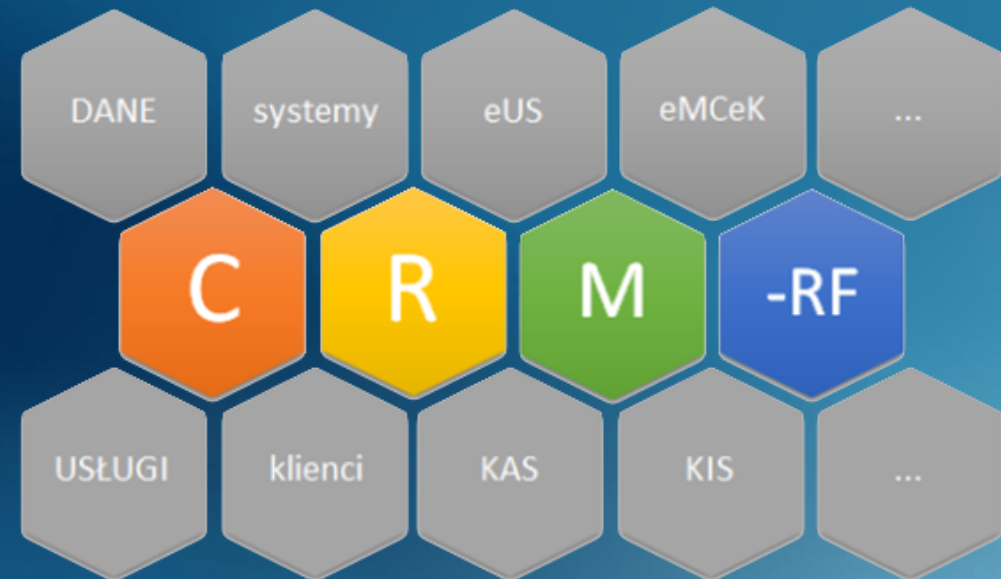 DANE systemy eUS eMCeK ...
C R M -RF
USŁUGI klienci KAS KIS ...